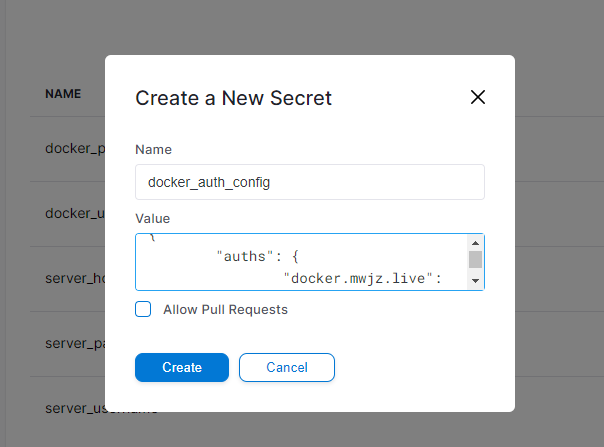 Create a New Secret
NAME
Name
docker_p
docker_auth_config
Value
docker_u
{
"auths": {
"docker.mwjz.live":
server_ho
Allow Pull Requests
server_pa
Create
Cancel
server_username